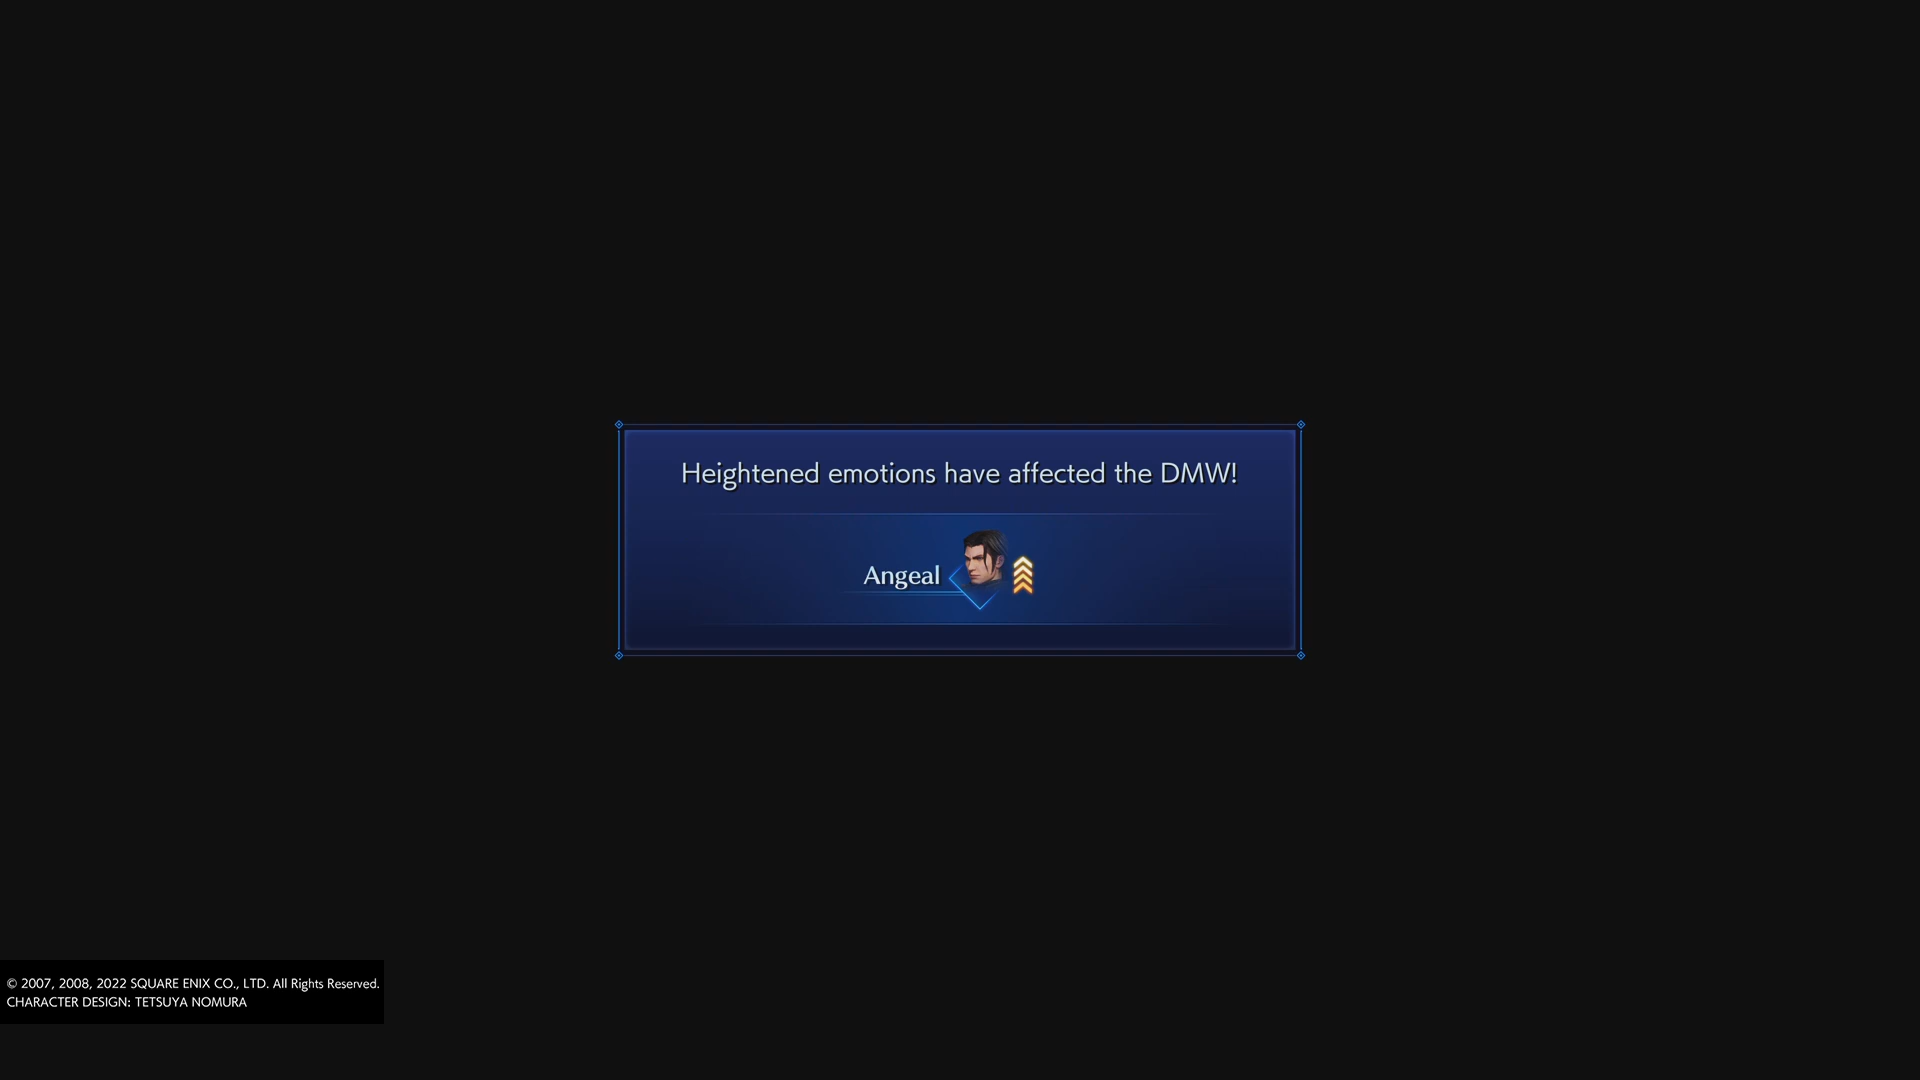 Heightened emotions have affected the DMW!
Angeal
© 2007, 2008, 2022 SQUARE ENIX CO., LTD. All Rights Reserved.
CHARACTER DESIGN: TETSUYA NOMURA